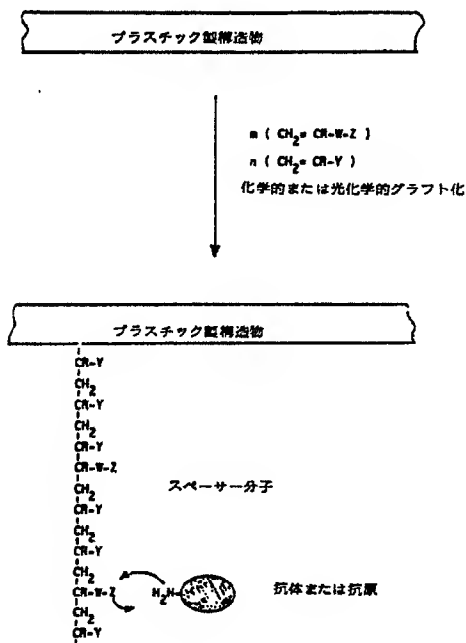 プラスチック製構造物
m ( CH2= CR-W-Z )
n ( CH2= CR-Y )
化学的または光化学的グラフト化
プラスチック製構造物
CR-Y
CH2
CR-Y
CH2
CR-Y
CR-W-Z
CH2
スペーサー分子
CR-Y
CH2
CR-Y
CH2
CR-W-Z
H2N-
抗体または抗原
CH2
CR-Y